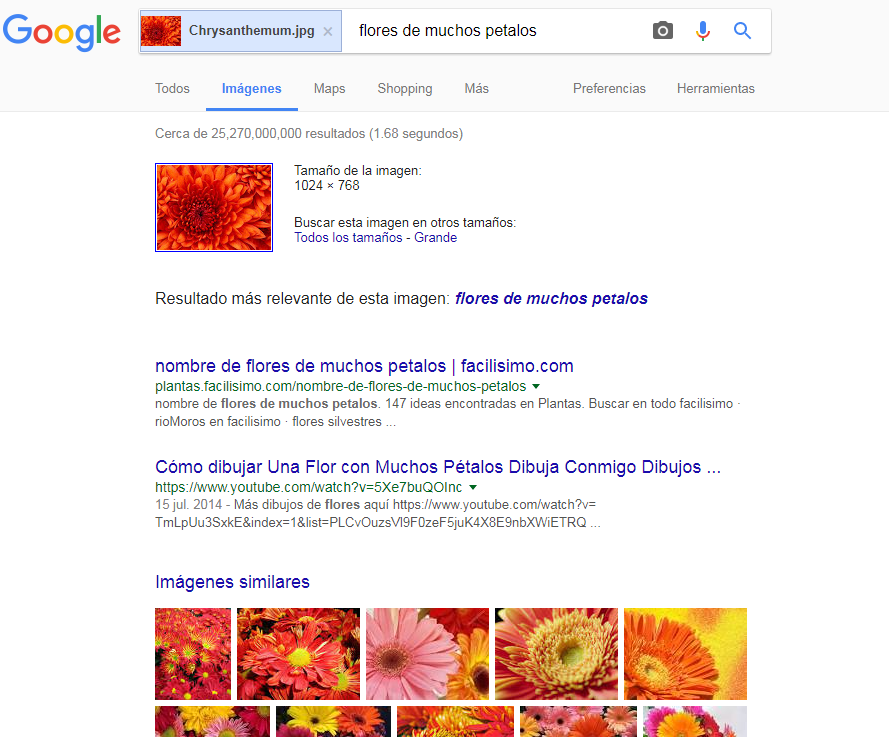 Google
Chrysanthemum.jpg × flores de muchos petalos
Todos Imágenes Maps Shopping Más Preferencias Herramientas
Cerca de 25,270,000,000 resultados (1.68 segundos)
Tamaño de la imagen:
1024 × 768
Buscar esta imagen en otros tamaños:
Todos los tamaños - Grande
Resultado más relevante de esta imagen: flores de muchos petalos
nombre de flores de muchos petalos | facilisimo.com
plantas.facilisimo.com/nombre-de-flores-de-muchos-petalos
nombre de flores de muchos petalos. 147 ideas encontradas en Plantas. Buscar en todo facilisimo ·
rioMoros en facilisimo · flores silvestres ...
Cómo dibujar Una Flor con Muchos Pétalos Dibuja Conmigo Dibujos ...
https://www.youtube.com/watch?v=5Xe7buQOInc
15 jul. 2014 - Más dibujos de flores aquí https://www.youtube.com/watch?v=
TmLpUu3SxkE&index=1&list=PLCvOuzsVl9F0zeF5juK4X8E9nbXWiETRQ ...
Imágenes similares